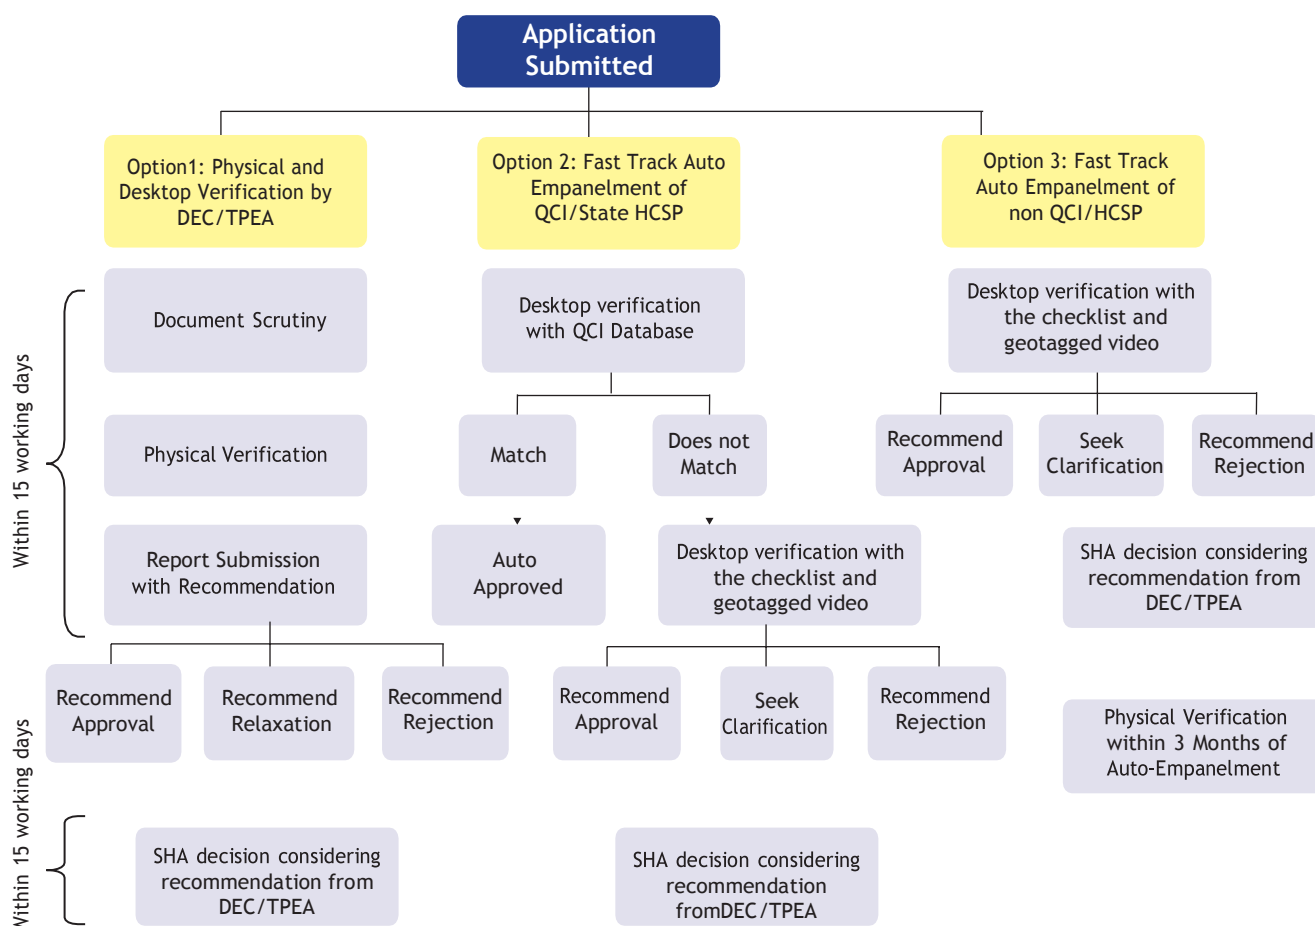 Application
Submitted
Option1: Physical and
Desktop Verification by
DEC/TPEA
Option 2: Fast Track Auto
Empanelment of
QCI/State HCSP
Option 3: Fast Track
Auto Empanelment of
non QCI/HCSP
Within 15 working days
Document Scrutiny
Desktop verification
with QCI Database
Desktop verification with
the checklist and
geotagged video
Physical Verification
Match
Does not
Match
Recommend
Approval
Seek
Clarification
Recommend
Rejection
Report Submission
with Recommendation
Auto
Approved
Desktop verification with
the checklist and
geotagged video
SHA decision considering
recommendation from
DEC/TPEA
Recommend
Approval
Recommend
Relaxation
Recommend
Rejection
Recommend
Approval
Seek
Clarification
Recommend
Rejection
Physical Verification
within 3 Months of
Auto-Empanelment
Within 15 working days
SHA decision considering
recommendation from
DEC/TPEA
SHA decision considering
recommendation
fromDEC/TPEA